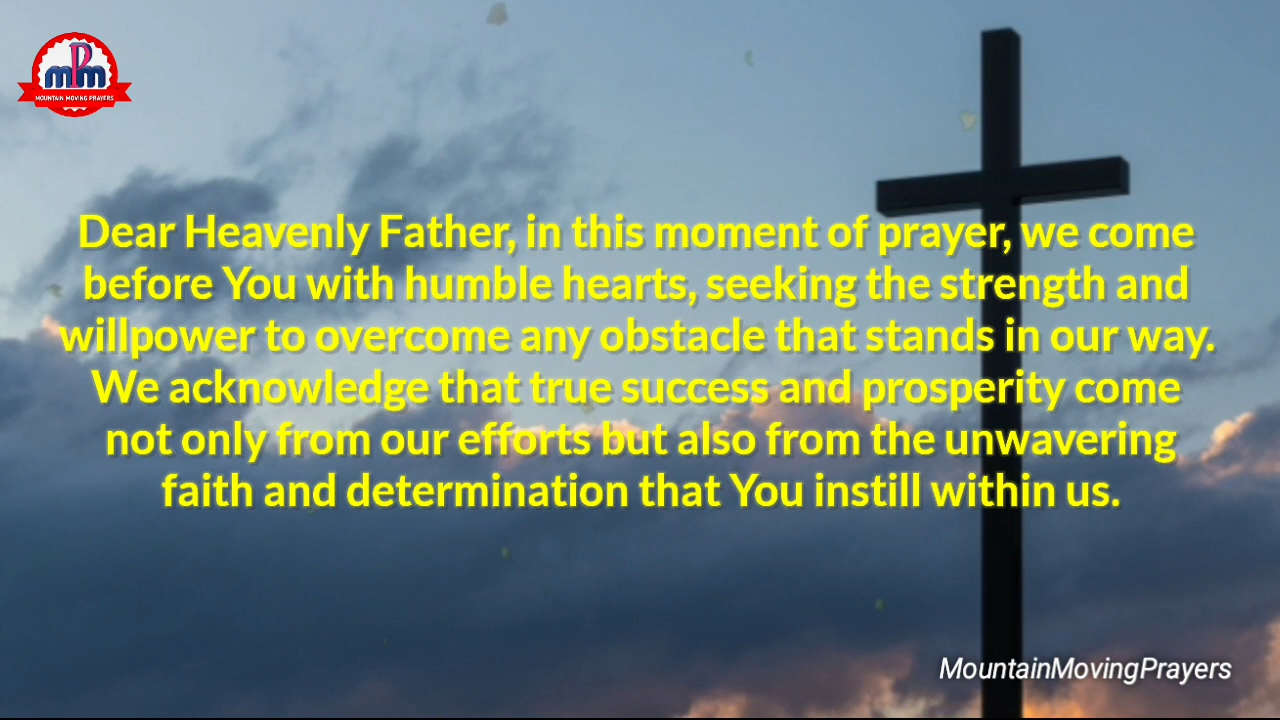 mPm
MOUNTAIN MOVING PRAYERS
Dear Heavenly Father, in this moment of prayer, we come
before You with humble hearts, seeking the strength and
willpower to overcome any obstacle that stands in our way.
We acknowledge that true success and prosperity come
not only from our efforts but also from the unwavering
faith and determination that You instill within us.
MountainMovingPrayers